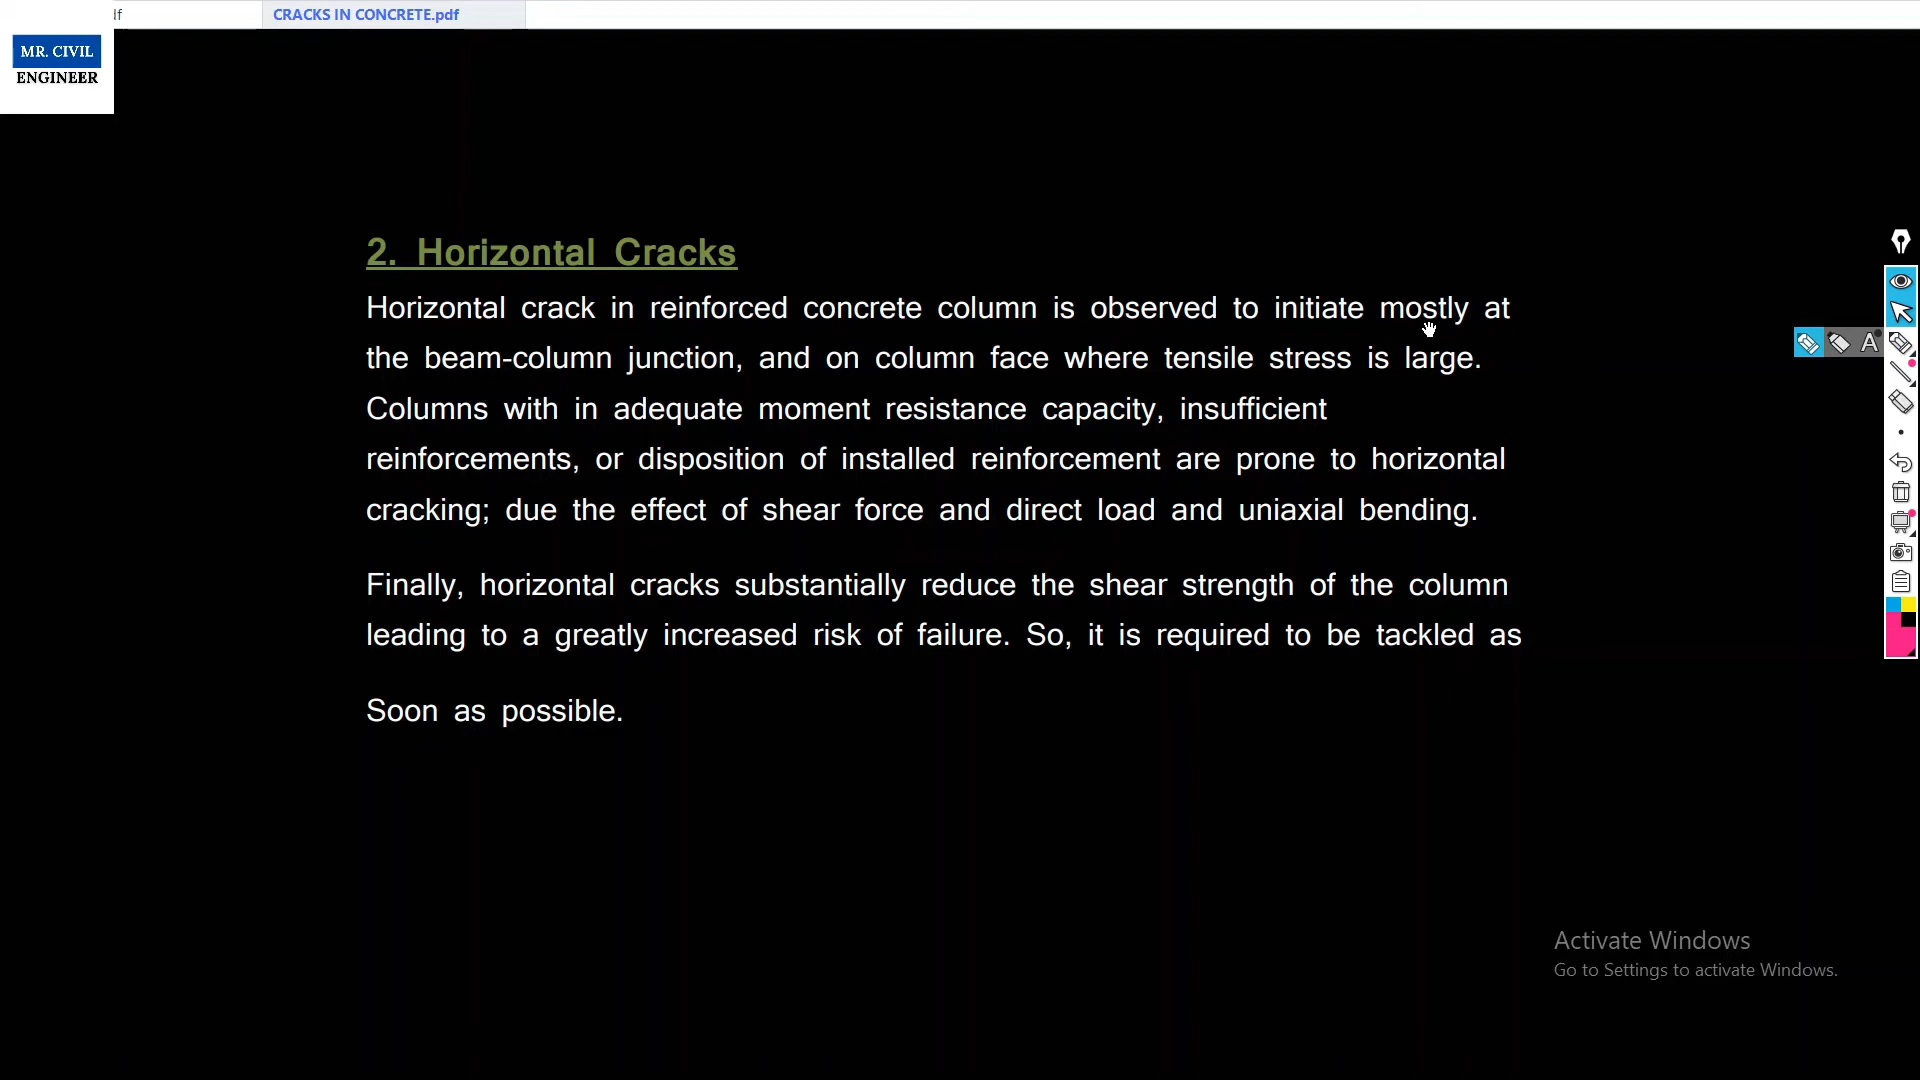 lf
CRACKS IN CONCRETE.pdf
MR. CIVIL
ENGINEER
2. Horizontal Cracks
Horizontal crack in reinforced concrete column is observed to initiate mostly at
the beam-column junction, and on column face where tensile stress is large.
Columns with in adequate moment resistance capacity, insufficient
reinforcements, or disposition of installed reinforcement are prone to horizontal
cracking; due the effect of shear force and direct load and uniaxial bending.
Finally, horizontal cracks substantially reduce the shear strength of the column
leading to a greatly increased risk of failure. So, it is required to be tackled as
Soon as possible.
A
Activate Windows
Go to Settings to activate Windows.